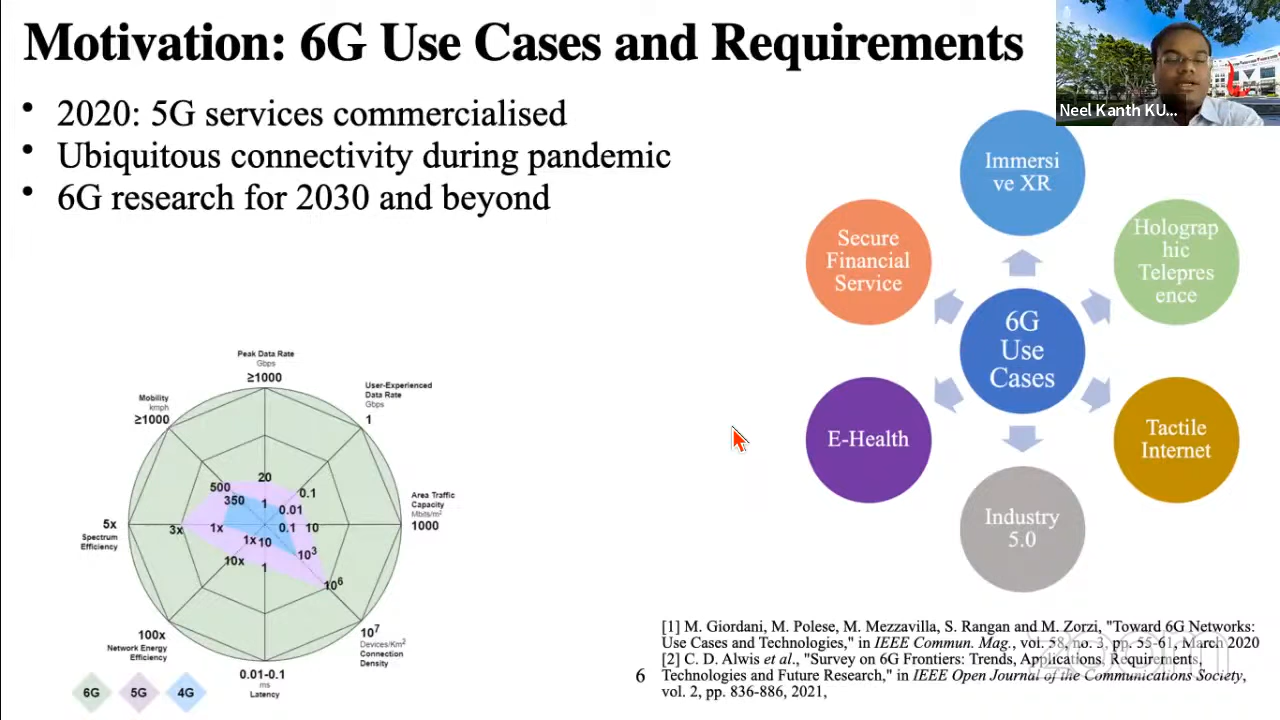 Motivation: 6G Use Cases and Requirements
Neel Kanth KU...
• 2020: 5G services commercialised
• Ubiquitous connectivity during pandemic
• 6G research for 2030 and beyond
Immersi
ve XR
Secure
Financial
Service
Holograp
hic
Telepres
ence
6G
Use
Cases
E-Health
Tactile
Internet
Industry
5.0
Peak Data Rate
Gbps
≥1000
User-Experienced
Data Rate
Gbps
1
Mobility
kmph
≥1000
Area Traffic
Capacity
Mbits/m²
1000
5x
Spectrum
Efficiency
20
500
0.1
350
1
0.01
3x
1x
0.1
10
1x
10
10³
10x
1
10⁶
100x
Network Energy
Efficiency
10⁷
Devices/Km²
Connection
Density
0.01-0.1
ms
Latency
6G
5G
4G
[1] M. Giordani, M. Polese, M. Mezzavilla, S. Rangan and M. Zorzi, "Toward 6G Networks:
Use Cases and Technologies," in IEEE Commun. Mag., vol. 58, no. 3, pp. 55-61, March 2020
[2] C. D. Alwis et al., "Survey on 6G Frontiers: Trends, Applications, Requirements,
Technologies and Future Research," in IEEE Open Journal of the Communications Society,
vol. 2, pp. 836-886, 2021,
6
zoom